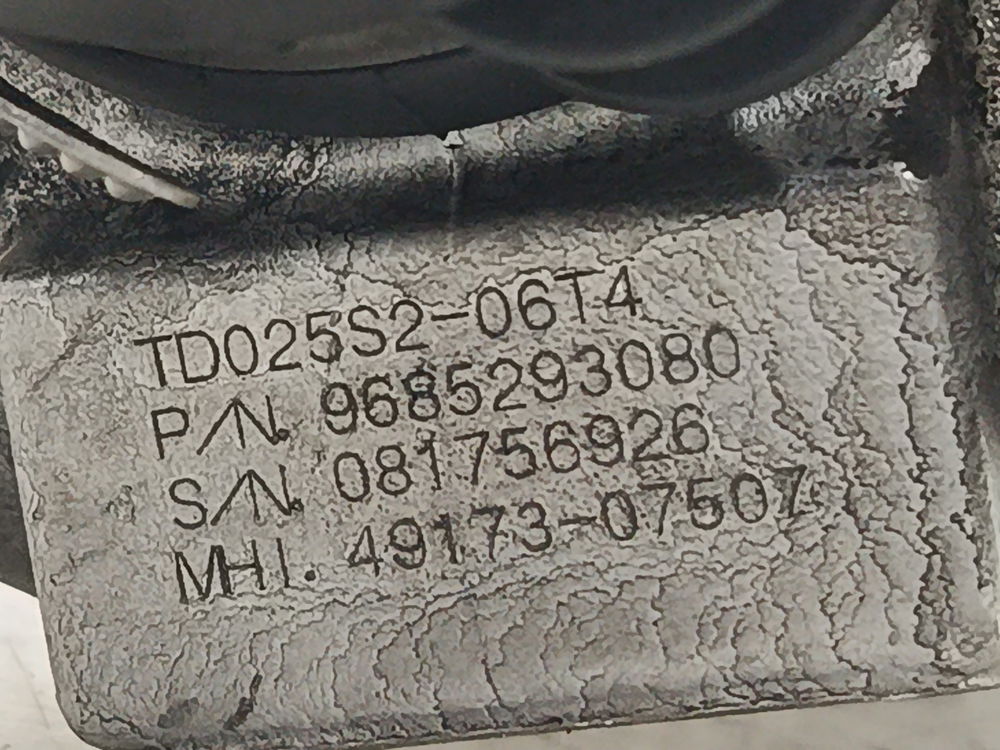 TD025S2-06T4
P/N. 9685293080
S/N. 081756926
MHI. 49173-07507